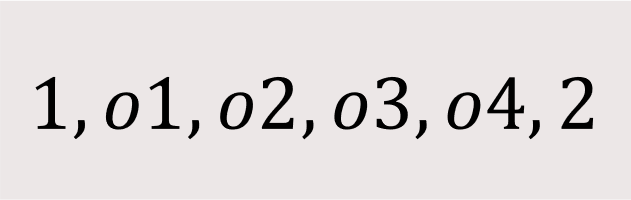 1, o1, o2, o3, o4, 2